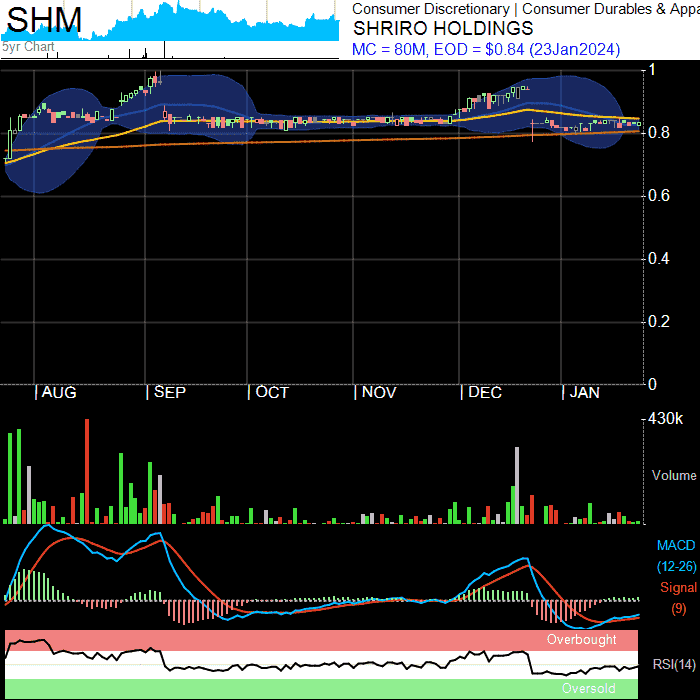 SHM
5yr Chart
Consumer Discretionary | Consumer Durables & Appa
SHRIRO HOLDINGS
MC = 80M, EOD = $0.84 (23Jan2024)
1
0.8
0.6
0.4
0.2
0
AUG SEP OCT NOV DEC JAN
430k
Volume
MACD
(12-26)
Signal
(9)
Overbought
RSI(14)
Oversold